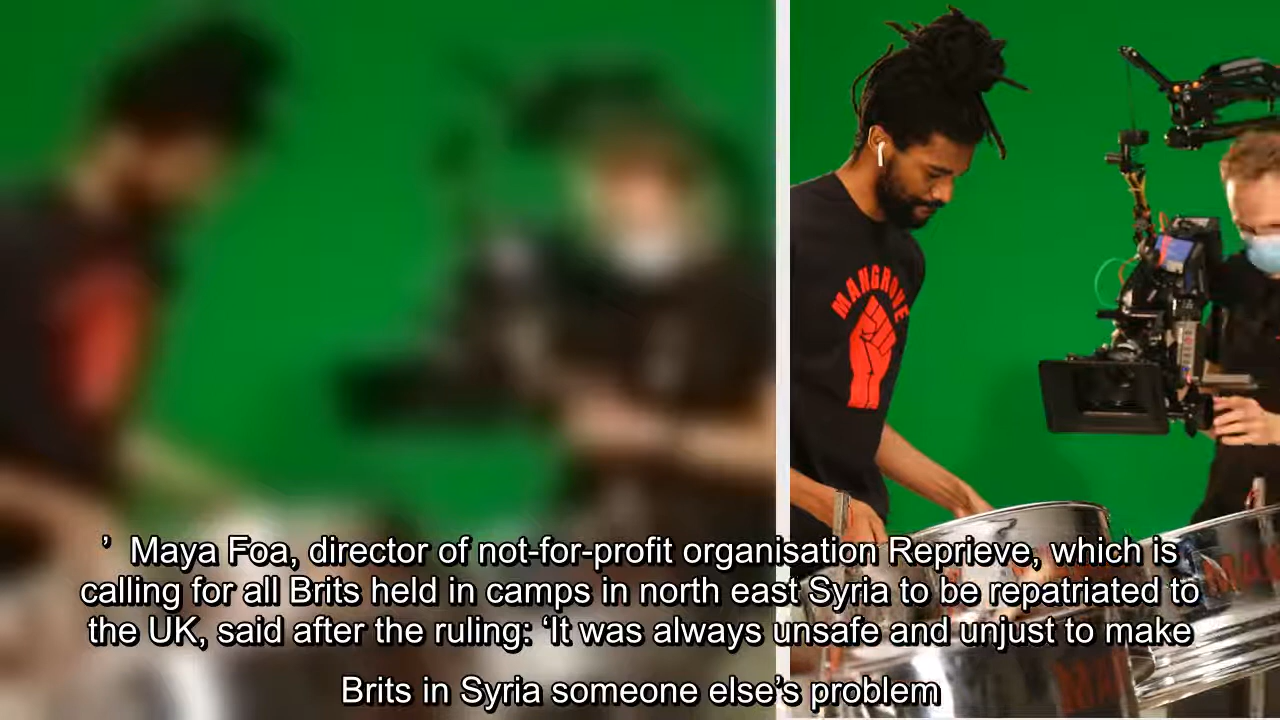 MANGROVE
’ Maya Foa, director of not-for-profit organisation Reprieve, which is
calling for all Brits held in camps in north east Syria to be repatriated to
the UK, said after the ruling: ‘It was always unsafe and unjust to make
Brits in Syria someone else’s problem